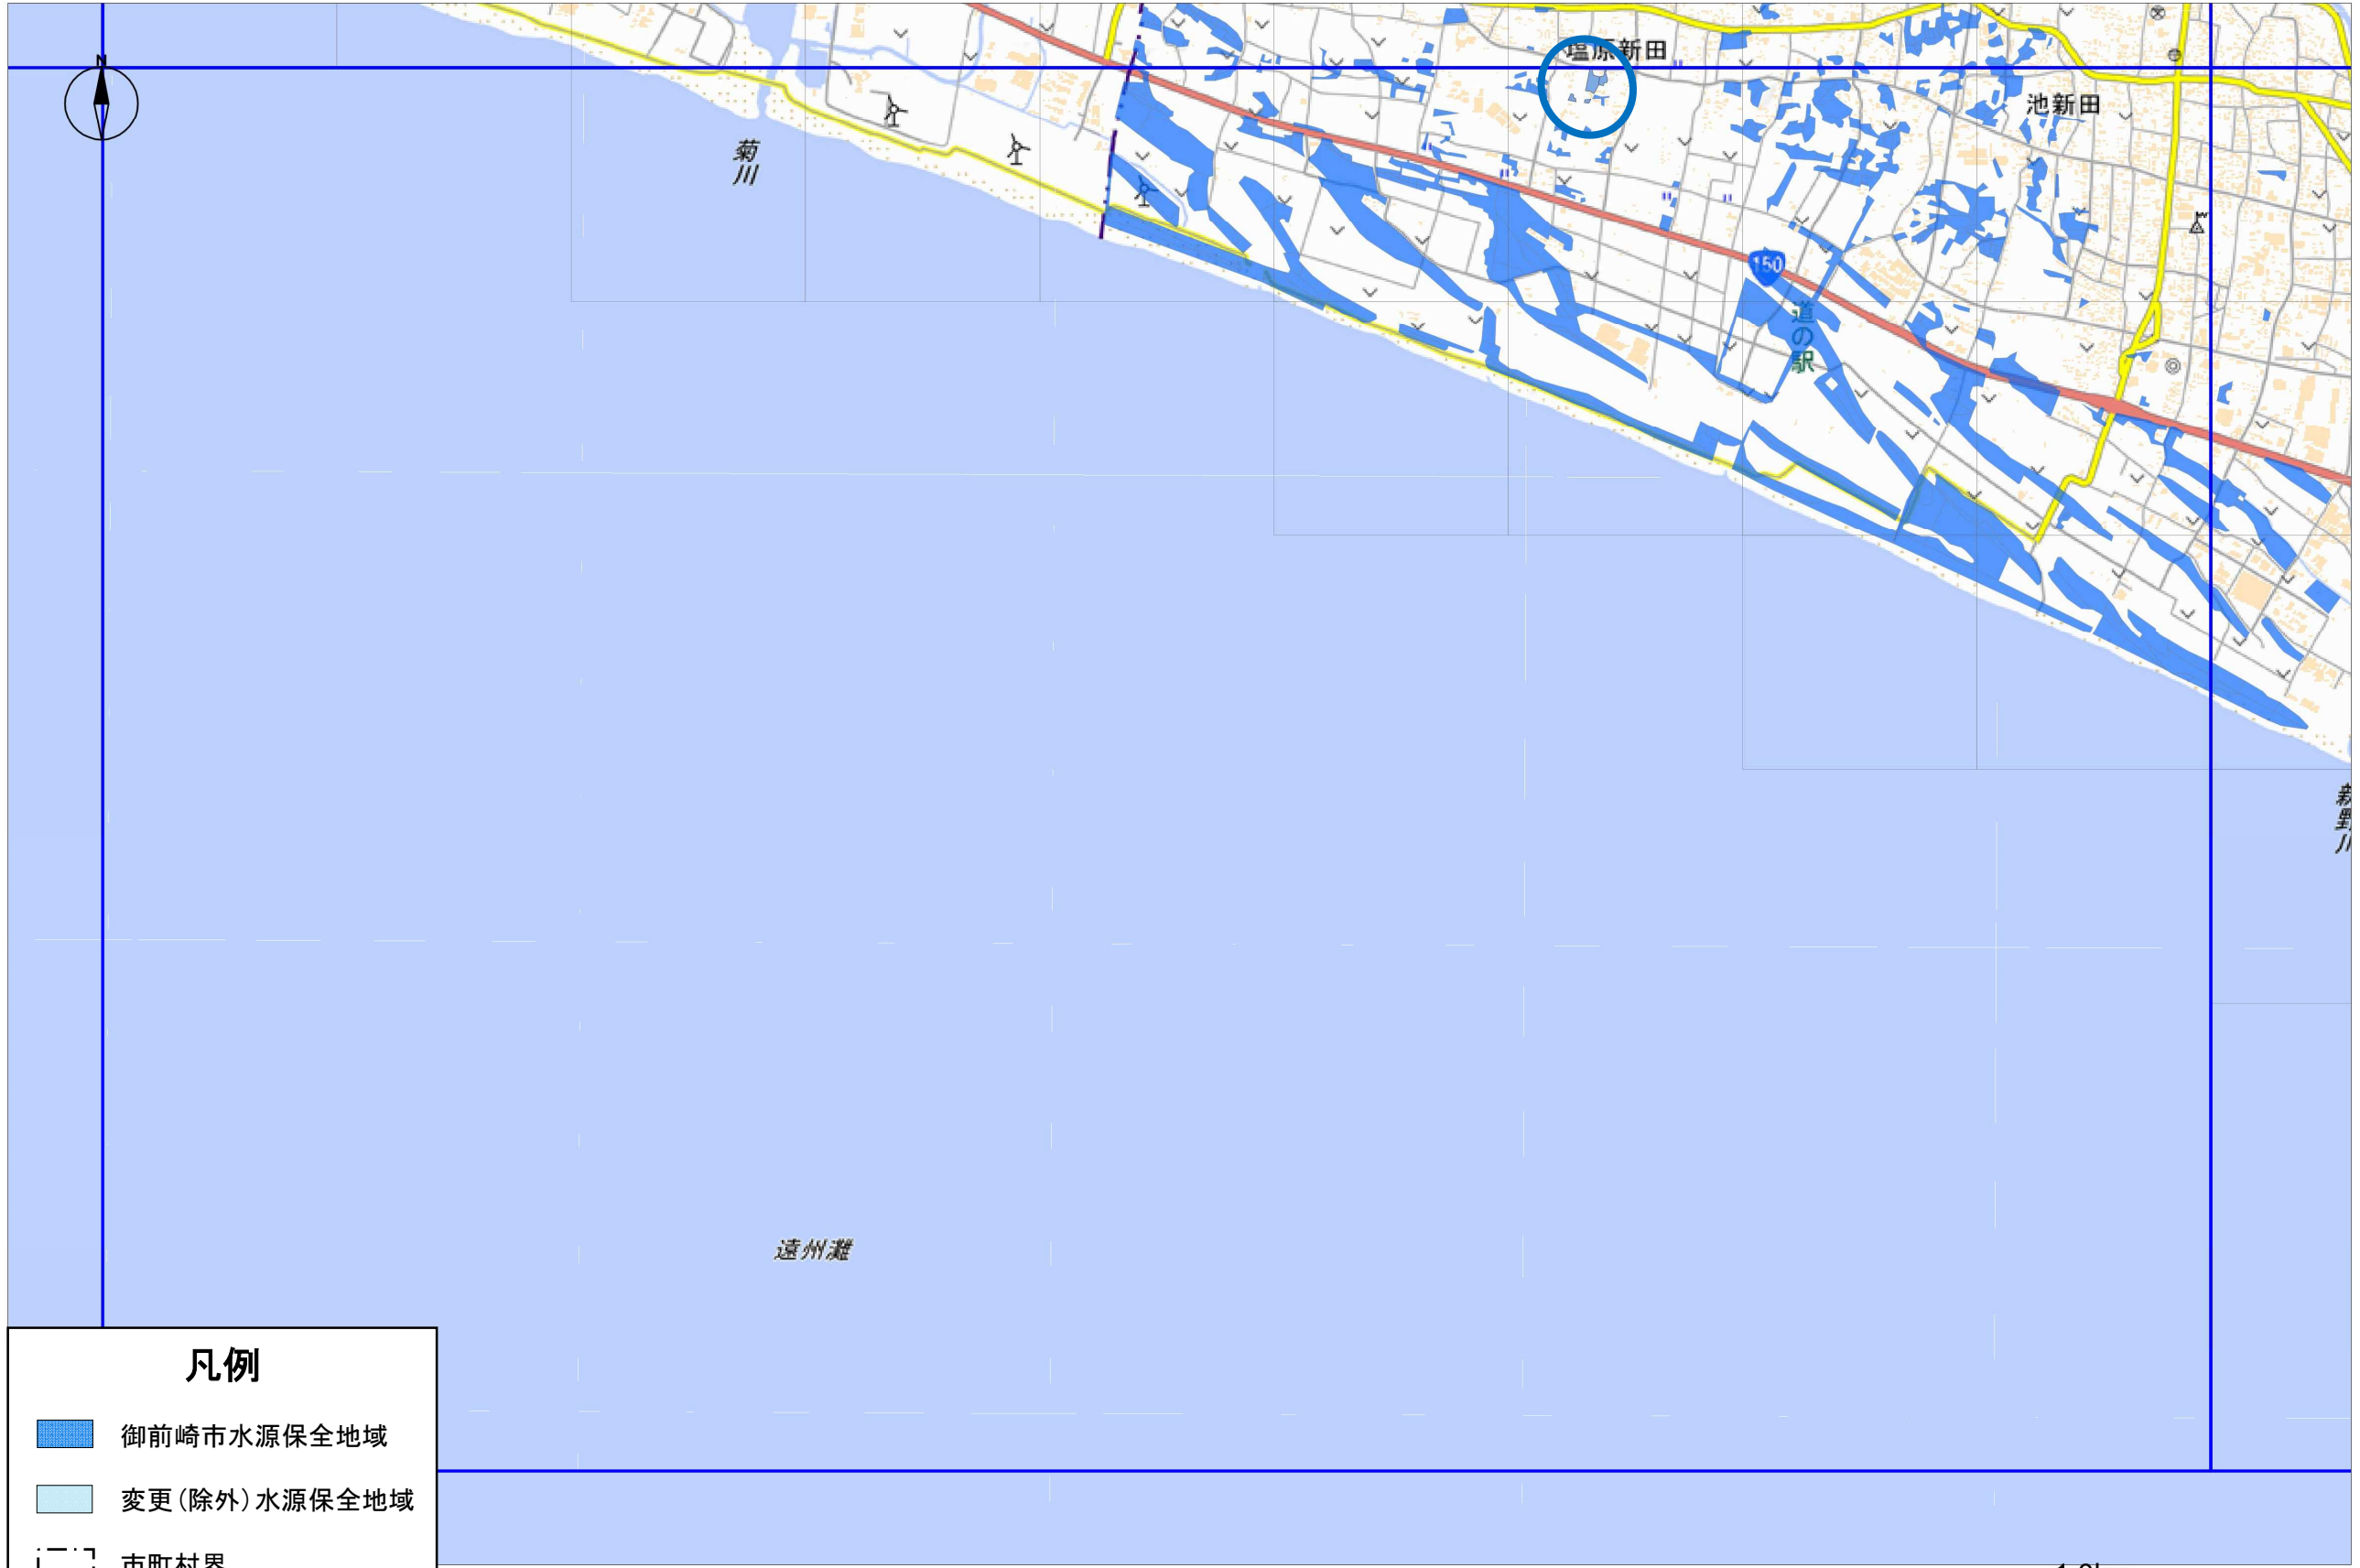 N
塩原新田
池新田
菊川
150
道の駅
遠州灘
凡例
御前崎市水源保全地域
変更（除外）水源保全地域
市町村界